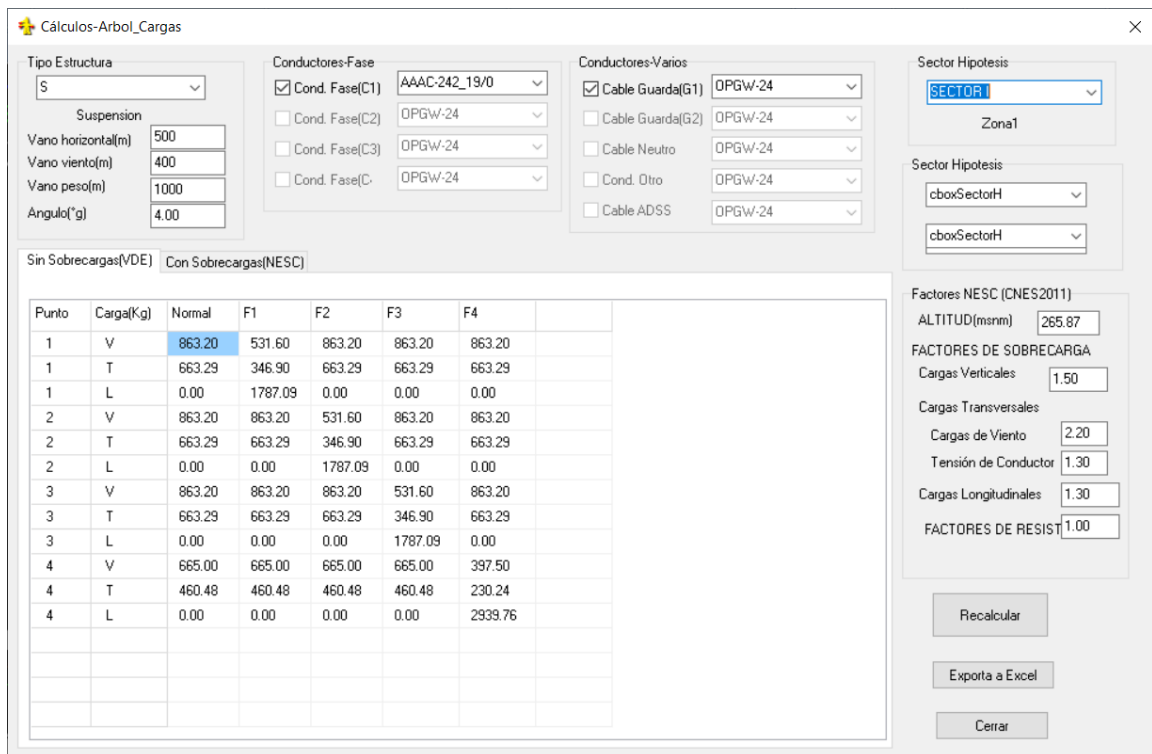 Cálculos-Arbol_Cargas
Tipo Estructura
S
Suspension
Vano horizontal(m) 500
Vano viento(m) 400
Vano peso(m) 1000
Angulo(°g) 4.00
Conductores-Fase
Cond. Fase(C1) AAAC-242_19/0
Cond. Fase(C2) OPGW-24
Cond. Fase(C3) OPGW-24
Cond. Fase(C· OPGW-24
Conductores-Varios
Cable Guarda(G1) OPGW-24
Cable Guarda(G2) OPGW-24
Cable Neutro OPGW-24
Cond. Otro OPGW-24
Cable ADSS OPGW-24
Sector Hipotesis
SECTOR I
Zona1
Sector Hipotesis
cboxSectorH
cboxSectorH
Sin Sobrecargas(VDE) Con Sobrecargas(NESC)
Punto Carga(Kg) Normal F1 F2 F3 F4
1 V 863.20 531.60 863.20 863.20 863.20
1 T 663.29 346.90 663.29 663.29 663.29
1 L 0.00 1787.09 0.00 0.00 0.00
2 V 863.20 863.20 531.60 863.20 863.20
2 T 663.29 663.29 346.90 663.29 663.29
2 L 0.00 0.00 1787.09 0.00 0.00
3 V 863.20 863.20 863.20 531.60 863.20
3 T 663.29 663.29 663.29 346.90 663.29
3 L 0.00 0.00 0.00 1787.09 0.00
4 V 665.00 665.00 665.00 665.00 397.50
4 T 460.48 460.48 460.48 460.48 230.24
4 L 0.00 0.00 0.00 0.00 2939.76
Factores NESC (CNES2011)
ALTITUD(msnm) 265.87
FACTORES DE SOBRECARGA
Cargas Verticales 1.50
Cargas Transversales
Cargas de Viento 2.20
Tensión de Conductor 1.30
Cargas Longitudinales 1.30
FACTORES DE RESIST 1.00
Recalcular
Exporta a Excel
Cerrar